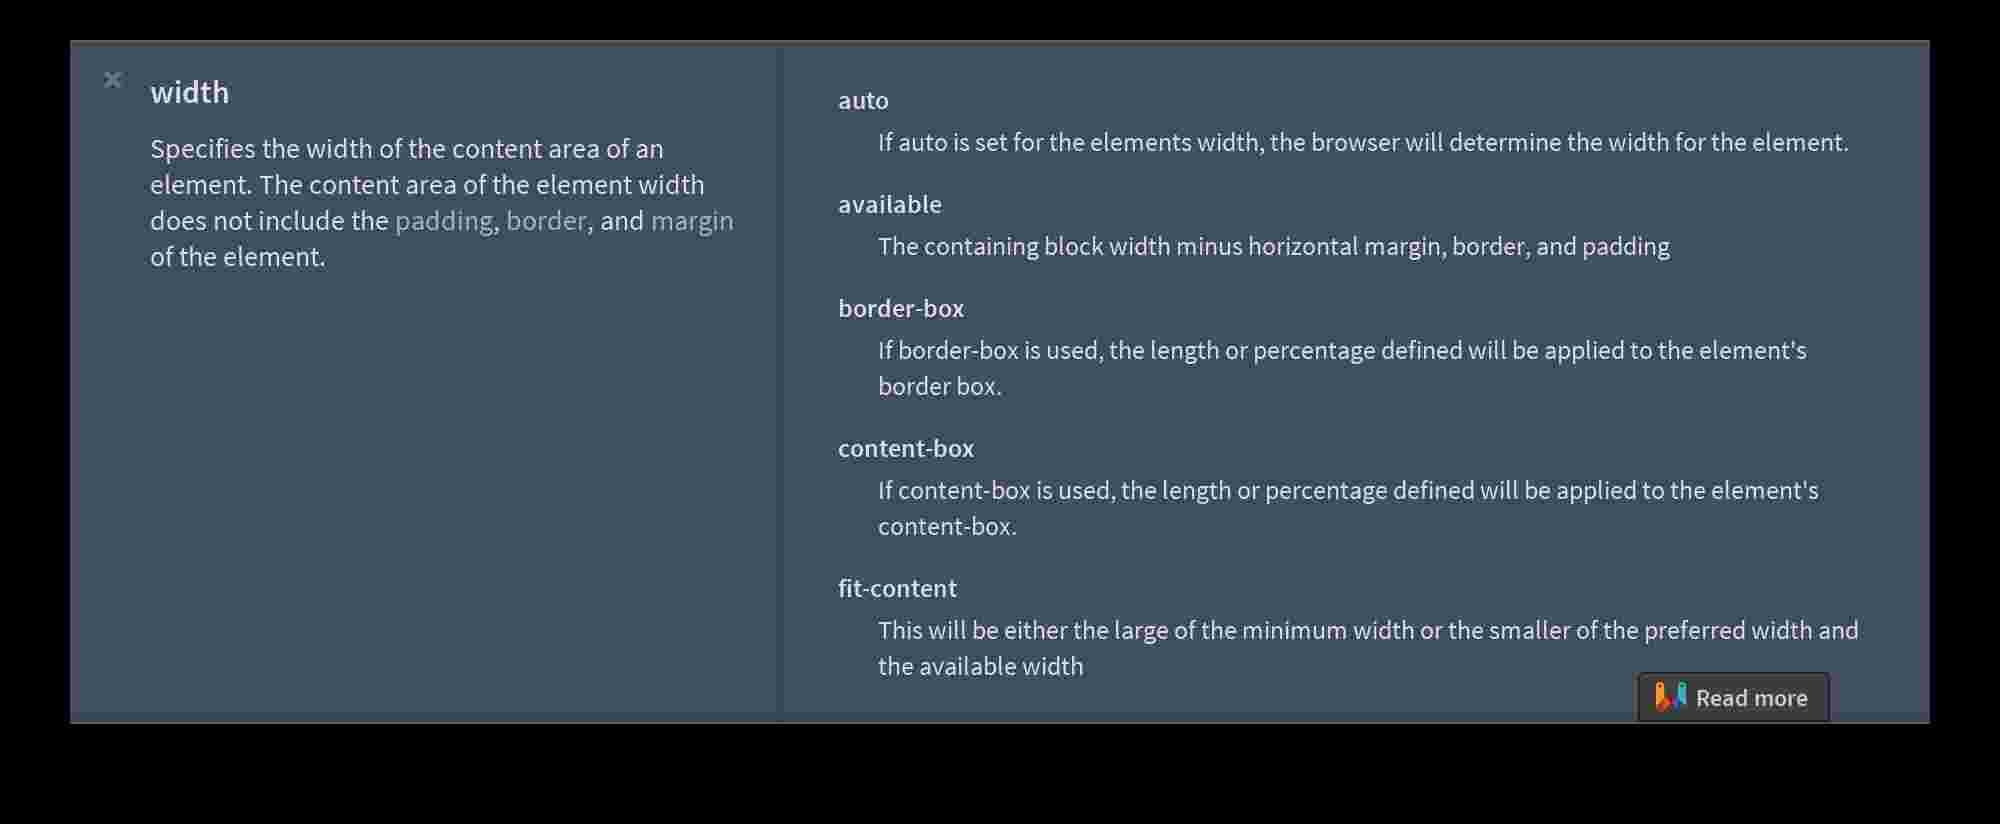 width
Specifies the width of the content area of an
element. The content area of the element width
does not include the padding, border, and margin
of the element.
auto
If auto is set for the elements width, the browser will determine the width for the element.
available
The containing block width minus horizontal margin, border, and padding
border-box
If border-box is used, the length or percentage defined will be applied to the element's
border box.
content-box
If content-box is used, the length or percentage defined will be applied to the element's
content-box.
fit-content
This will be either the large of the minimum width or the smaller of the preferred width and
the available width
Read more